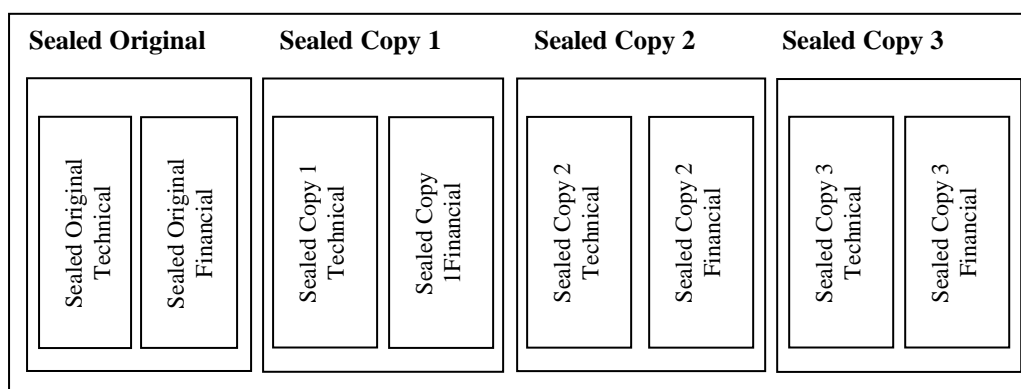 Sealed Original
Sealed Copy 1
Sealed Copy 2
Sealed Copy 3
Sealed Original
Technical
Sealed Original
Financial
Sealed Copy 1
Technical
Sealed Copy
1Financial
Sealed Copy 2
Technical
Sealed Copy 2
Financial
Sealed Copy 3
Technical
Sealed Copy 3
Financial